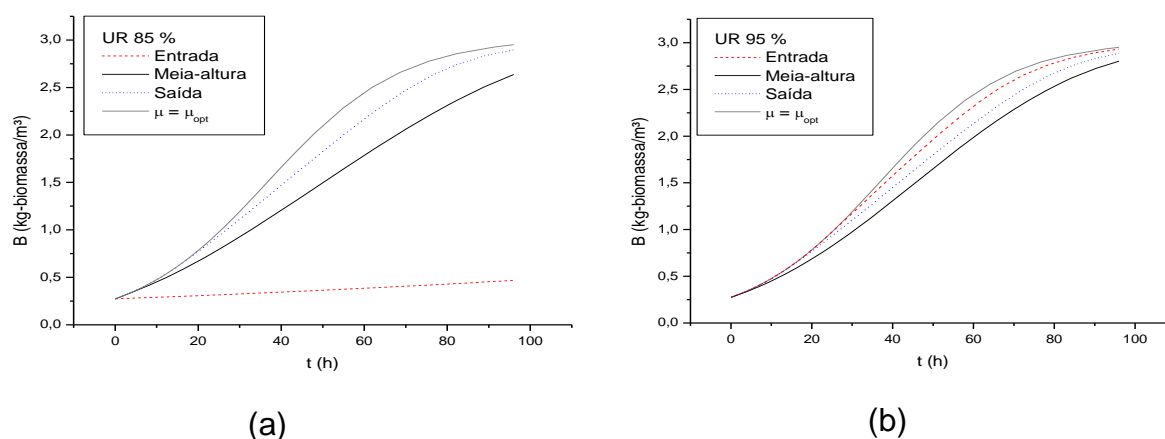 UR 85 %
Entrada
Meia-altura
Saída
μ = μopt
3,0
2,5
2,0
1,5
1,0
0,5
0,0
B (kg-biomassa/m³)
0 20 40 60 80 100
t (h)
(a)
UR 95 %
Entrada
Meia-altura
Saída
μ = μopt
3,0
2,5
2,0
1,5
1,0
0,5
0,0
B (kg-biomassa/m³)
0 20 40 60 80 100
t (h)
(b)